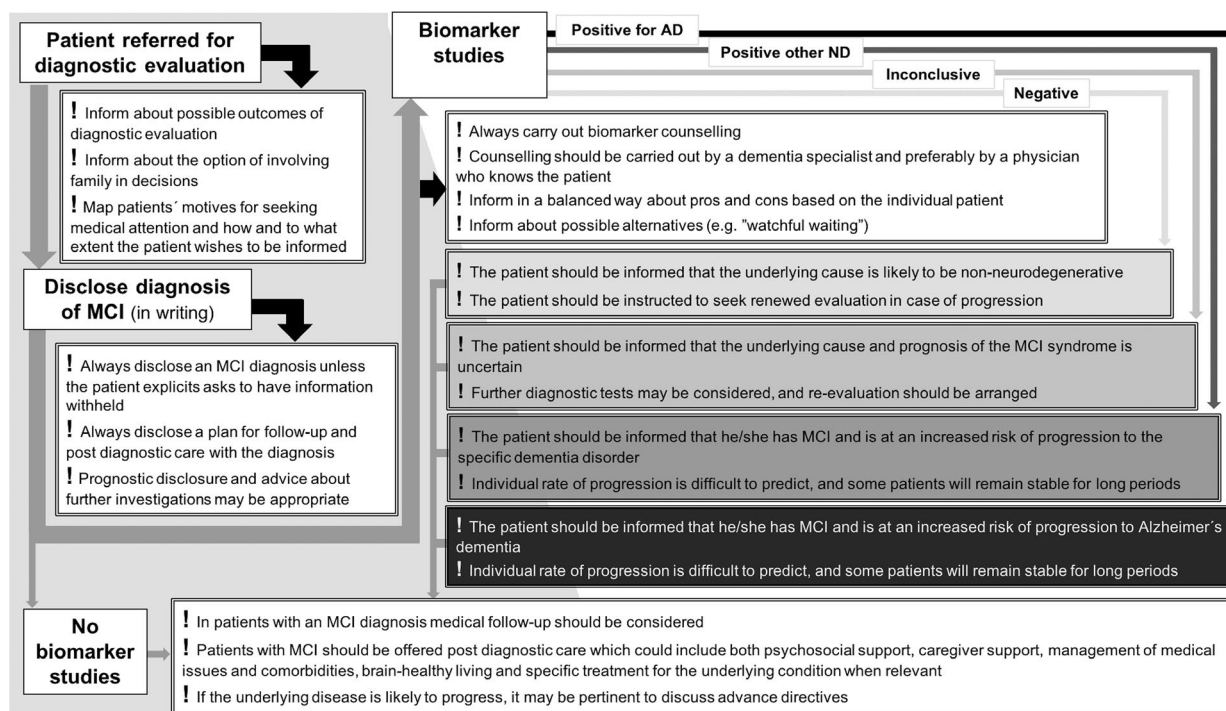 Patient referred for
diagnostic evaluation
! Inform about possible outcomes of
diagnostic evaluation
! Inform about the option of involving
family in decisions
! Map patients´ motives for seeking
medical attention and how and to what
extent the patient wishes to be informed
Disclose diagnosis
of MCI (in writing)
! Always disclose an MCI diagnosis unless
the patient explicits asks to have information
withheld
! Always disclose a plan for follow-up and
post diagnostic care with the diagnosis
! Prognostic disclosure and advice about
further investigations may be appropriate
Biomarker
studies
Positive for AD
Positive other ND
Inconclusive
Negative
! Always carry out biomarker counselling
! Counselling should be carried out by a dementia specialist and preferably by a physician
who knows the patient
! Inform in a balanced way about pros and cons based on the individual patient
! Inform about possible alternatives (e.g. ”watchful waiting”)
! The patient should be informed that the underlying cause is likely to be non-neurodegenerative
! The patient should be instructed to seek renewed evaluation in case of progression
! The patient should be informed that the underlying cause and prognosis of the MCI syndrome is
uncertain
! Further diagnostic tests may be considered, and re-evaluation should be arranged
! The patient should be informed that he/she has MCI and is at an increased risk of progression to the
specific dementia disorder
! Individual rate of progression is difficult to predict, and some patients will remain stable for long periods
! The patient should be informed that he/she has MCI and is at an increased risk of progression to Alzheimer´s
dementia
! Individual rate of progression is difficult to predict, and some patients will remain stable for long periods
No
biomarker
studies
! In patients with an MCI diagnosis medical follow-up should be considered
! Patients with MCI should be offered post diagnostic care which could include both psychosocial support, caregiver support, management of medical
issues and comorbidities, brain-healthy living and specific treatment for the underlying condition when relevant
! If the underlying disease is likely to progress, it may be pertinent to discuss advance directives